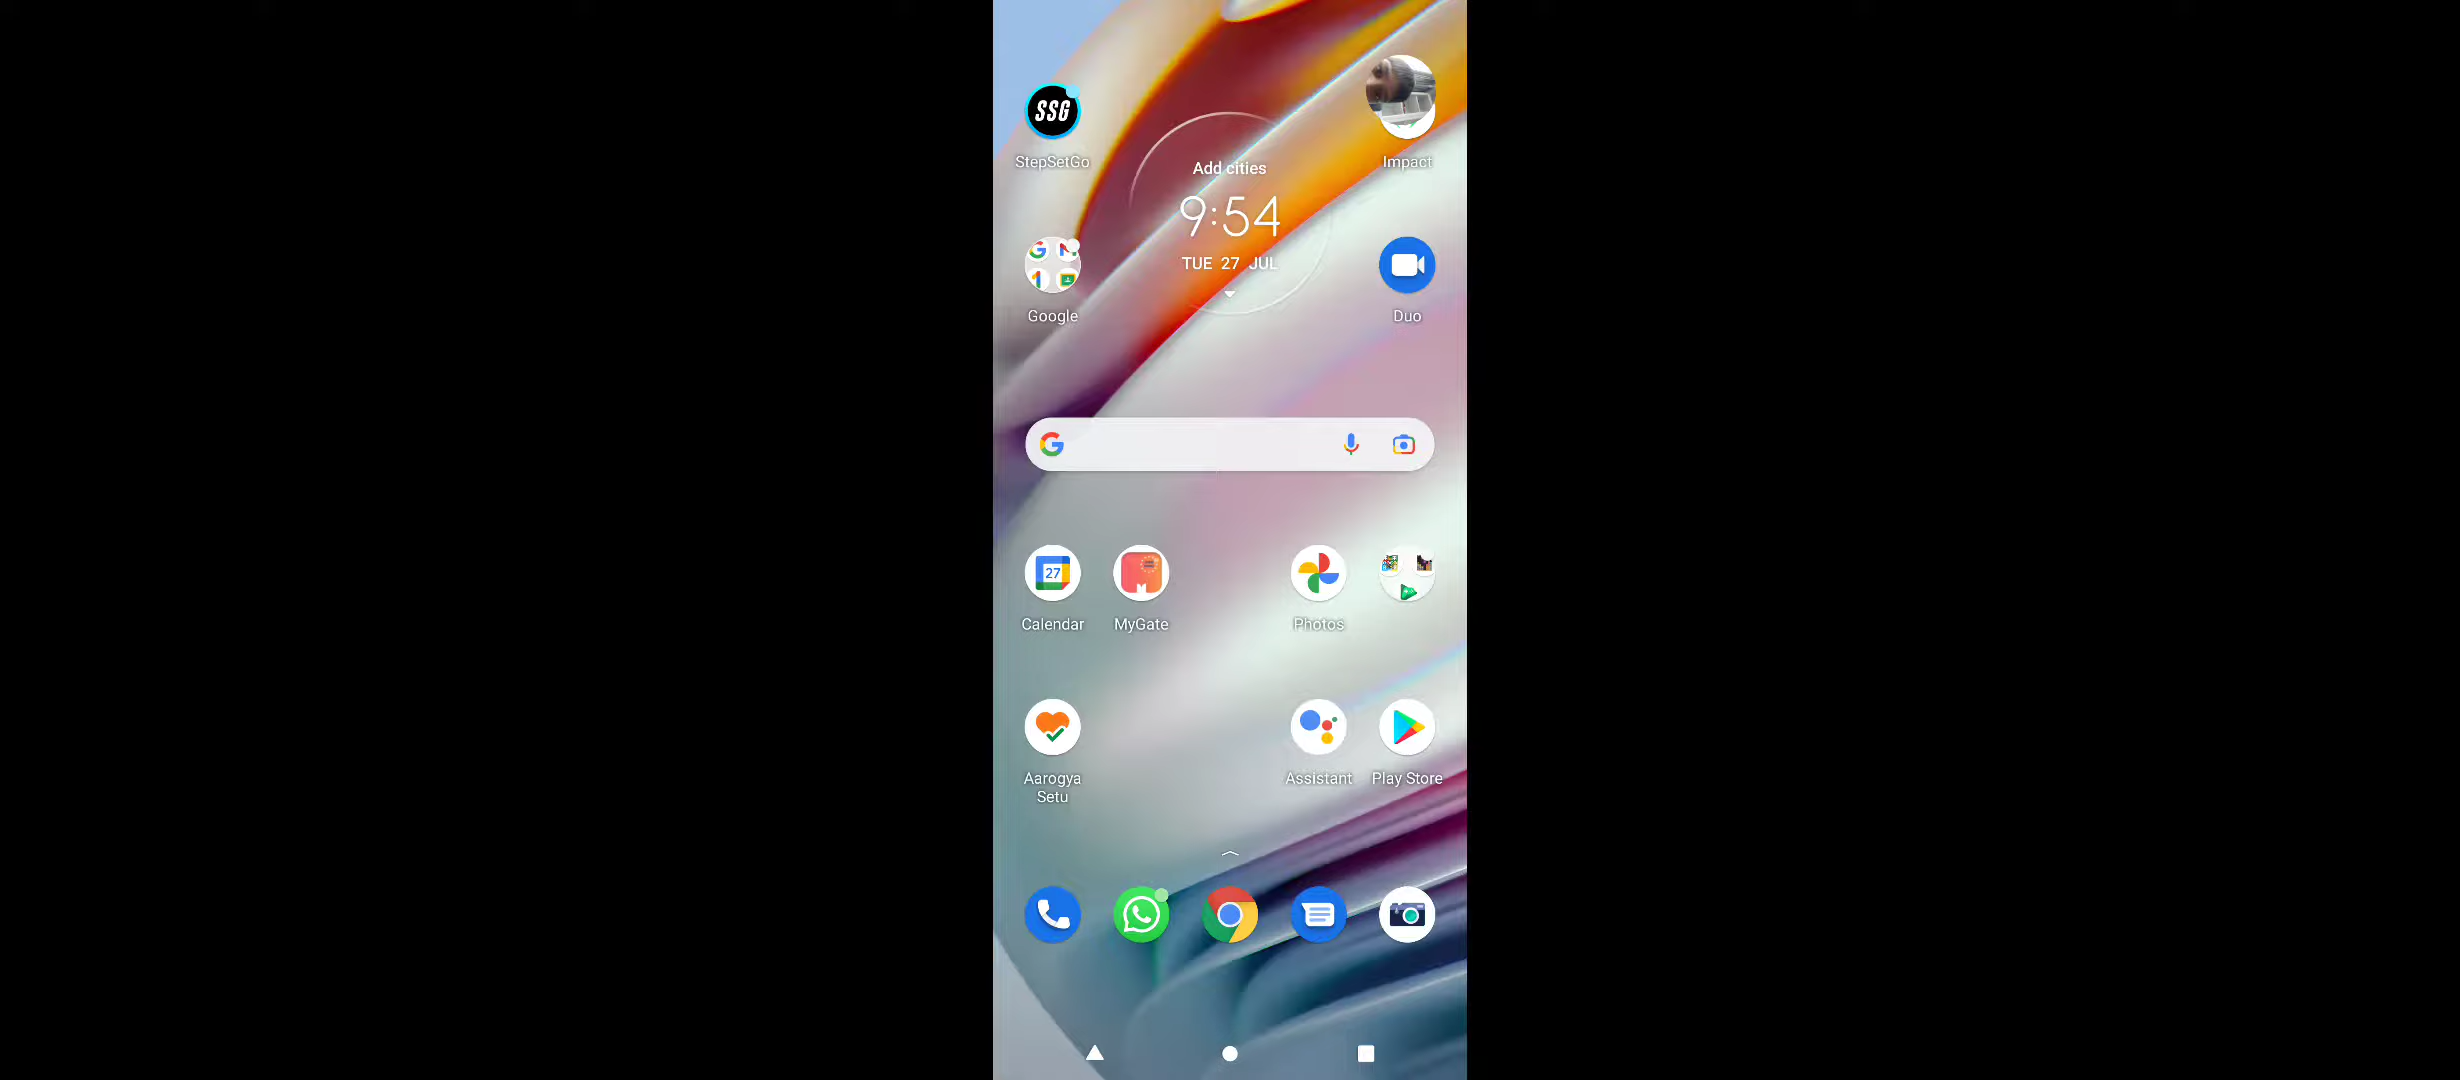 SSG
StepSetGo
Add cities
9:54
TUE 27 JUL
Impact
Google
Duo
27
Calendar
MyGate
Photos
Aarogya
Setu
Assistant
Play Store